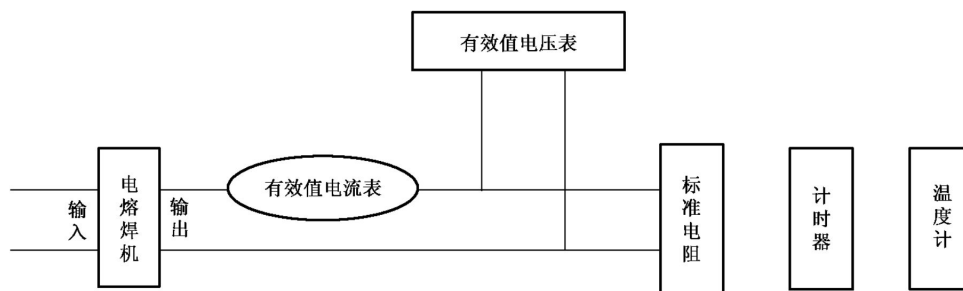 有效值电压表
输入
电熔焊机
输出
有效值电流表
标准电阻
计时器
温度计